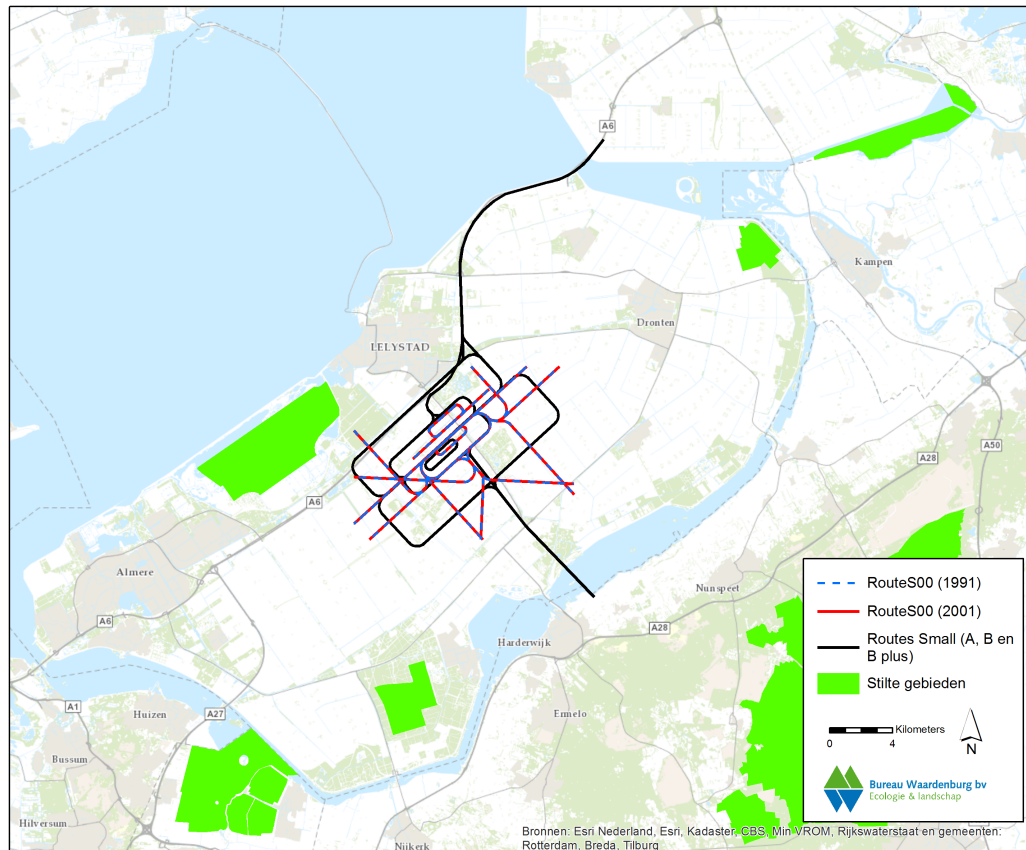 A6
Kampen
Dronten
LELYSTAD
A50
A28
A6
Almere
Nunspeet
A6
A28
Harderwijk
A1
Huizen
A27
Ermelo
Bussum
Hilversum
Nijkerk
RouteS00 (1991)
RouteS00 (2001)
Routes Small (A, B en
B plus)
Stilte gebieden
Kilometers
0 4
N
Bureau Waardenburg bv
Ecologie & landschap
Bronnen: Esri Nederland, Esri, Kadaster, CBS, Min VROM, Rijkswaterstaat en gemeenten:
Rotterdam, Breda, Tilburg